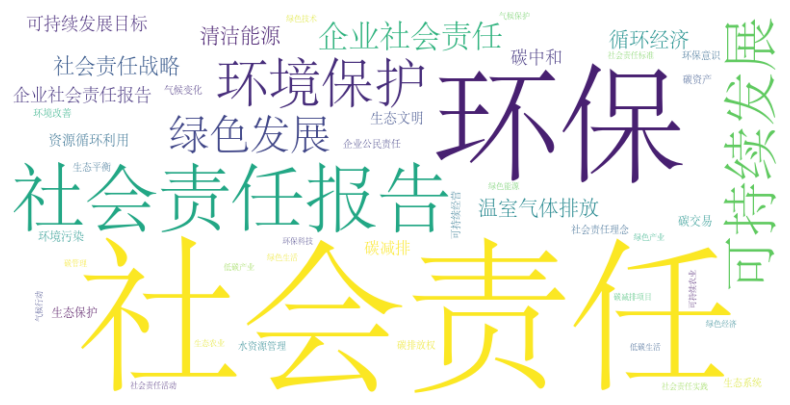 绿色技术
气候保护
可持续发展目标
清洁能源
企业社会责任
循环经济
可持续发展
社会责任战略
环境保护
碳中和
环保
社会责任标准
环保意识
碳资产
企业社会责任报告
气候变化
环境改善
绿色发展
生态文明
资源循环利用
企业公民责任
生态平衡
社会责任报告
绿色能源
可持续经营
温室气体排放
碳交易
环境污染
环保科技
碳减排
社会责任理念
绿色产业
社会责任
低碳产业
绿色生活
气候行动
碳减排项目
可持续农业
生态保护
绿色经济
水资源管理
碳排放权
低碳生活
社会责任活动
社会责任实践
生态系统